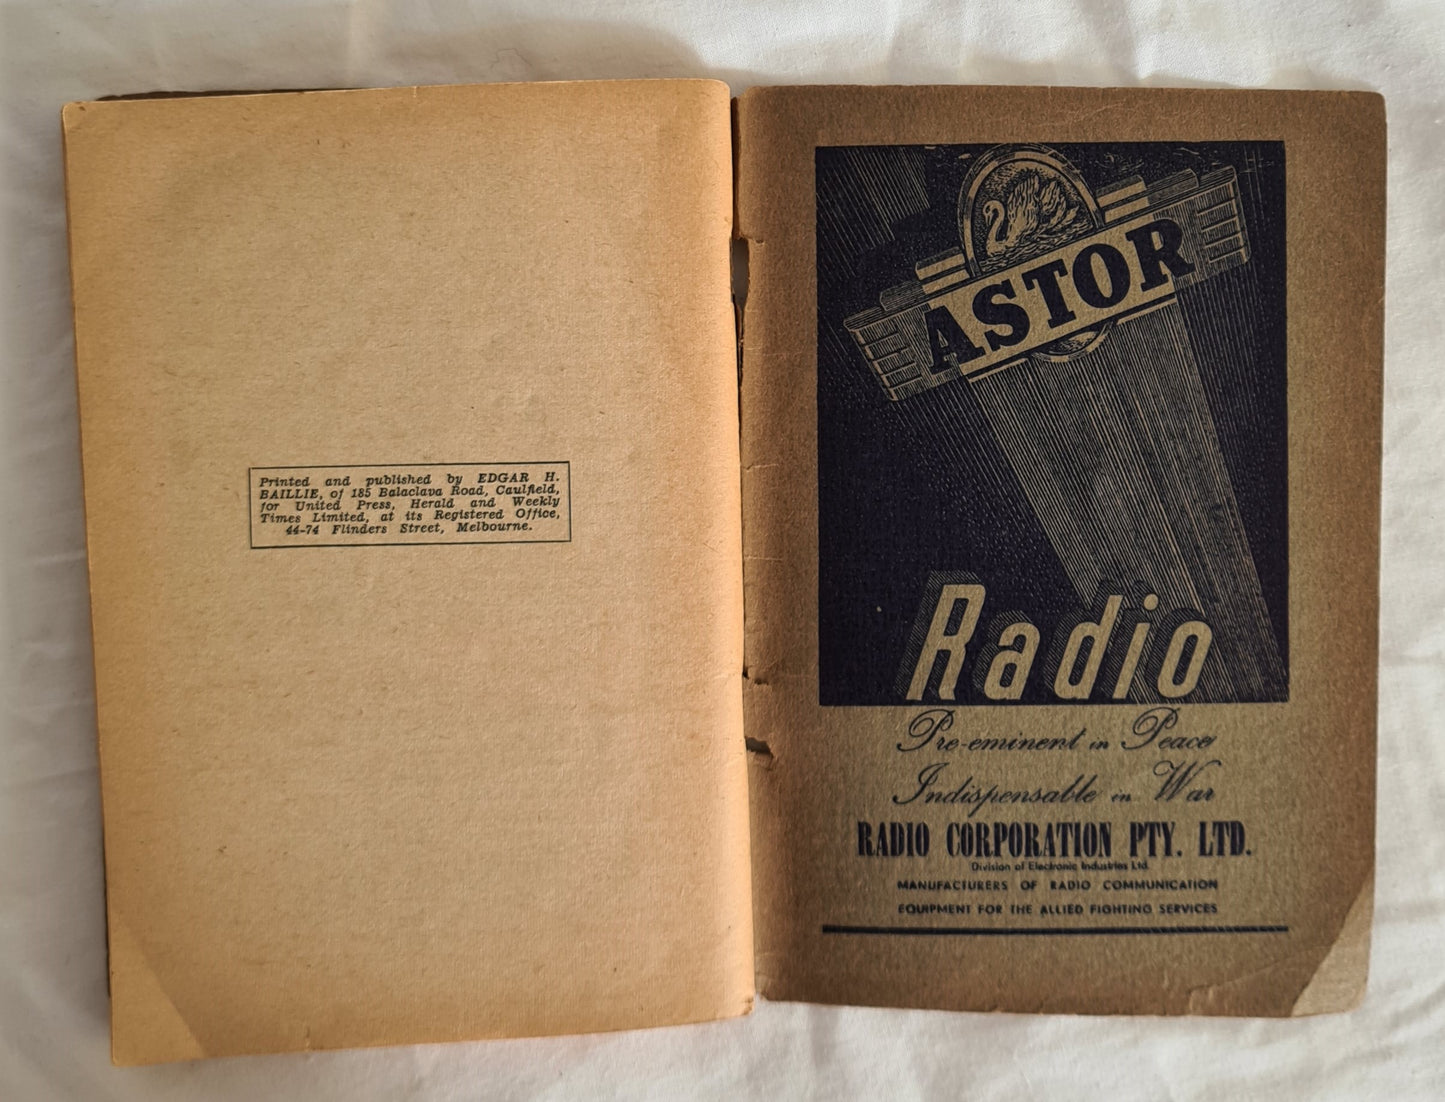 Printed and published by EDGAR H.
BAILLIE, of 185 Balaclava Road, Caulfield,
for United Press, Herald and Weekly
Times Limited, at its Registered Office,
44-74 Flinders Street, Melbourne.
ASTOR
Radio
Pre-eminent in Peace
Indispensable in War
RADIO CORPORATION PTY. LTD.
Division of Electronic Industries Ltd.
MANUFACTURERS OF RADIO COMMUNICATION
EQUIPMENT FOR THE ALLIED FIGHTING SERVICES